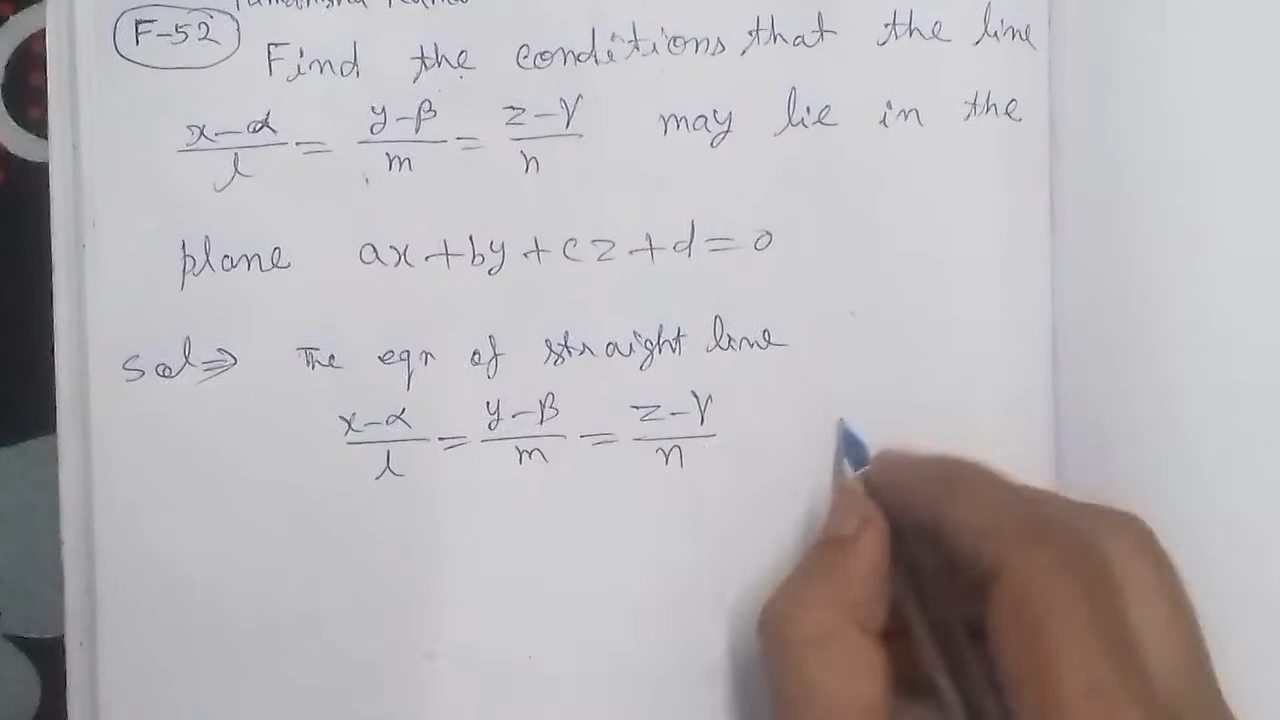 F-52 Find the conditions that the line
x-α/l = y-β/m = z-γ/n may lie in the
plane ax+by+cz+d=0
Sol⇒ The eqn of straight line
x-α/l = y-β/m = z-γ/n